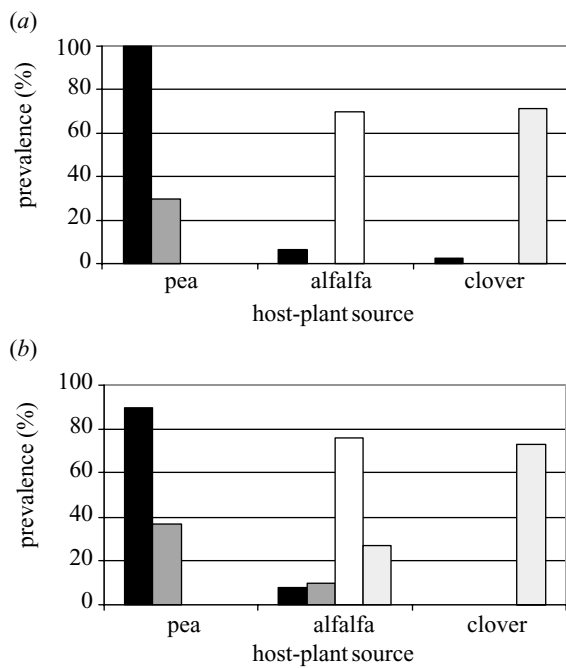 (a)
100
80
60
40
20
0
prevalence (%)
pea alfalfa clover
host-plant source
(b)
100
80
60
40
20
0
prevalence (%)
pea alfalfa clover
host-plant source